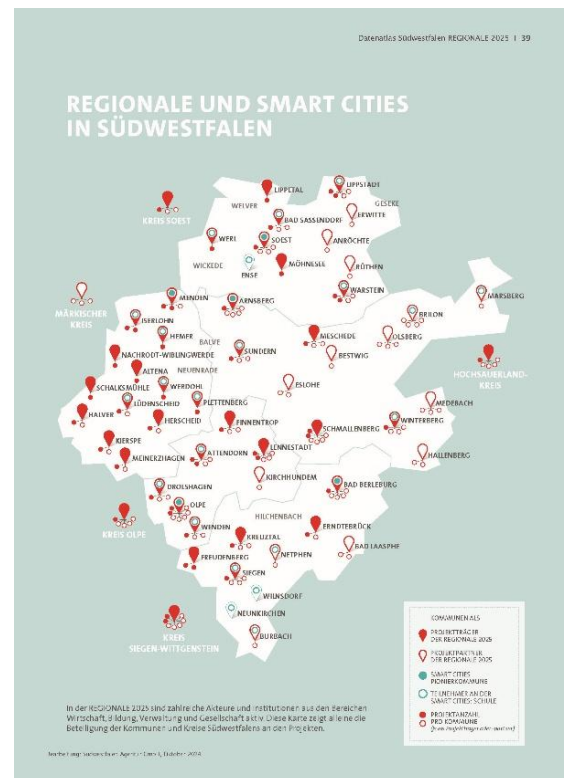 Datenatlas Südwestfalen REGIONALE 2025 | 39
REGIONALE UND SMART CITIES
IN SÜDWESTFALEN
LIPPETAL
LIPPSTADT
KREIS SOEST
WELVER
GESEKE
BAD SASSENDORF
ERWITTE
WERL
SOEST
ANRÖCHTE
WICKEDE
ENSE
MÖHNESEE
RÜTHEN
MÄRKISCHER
KREIS
MENDEN
ARNSBERG
WARSTEIN
MARSBERG
ISERLOHN
BRILON
HEMER
BALVE
SUNDERN
MESCHEDE
OLSBERG
NACHRODT-WIBLINGWERDE
BESTWIG
HOCHSAUERLAND-
KREIS
ALTENA
NEUENRADE
SCHALKSMÜHLE
WERDOHL
ESLOHE
LÜDENSCHEID
PLETTENBERG
MEDEBACH
HALVER
HERSCHEID
FINNENTROP
SCHMALLENBERG
WINTERBERG
KIERSPE
MEINERZHAGEN
ATTENDORN
LENNESTADT
HALLENBERG
KIRCHHUNDEM
DROLSHAGEN
BAD BERLEBURG
OLPE
KREIS OLPE
WENDEN
HILCHENBACH
ERNDTEBRÜCK
KREUZTAL
BAD LAASPHE
FREUDENBERG
NETPHEN
SIEGEN
WILNSDORF
NEUNKIRCHEN
KREIS
SIEGEN-WITTGENSTEIN
BURBACH
KOMMUNEN ALS
PROJEKTTRÄGER
DER REGIONALE 2025
PROJEKTPARTNER
DER REGIONALE 2025
SMART CITIES
PIONIERKOMMUNE
TEILNEHMER AN DER
SMART CITIES: SCHULE
PROJEKTANZAHL
PRO KOMMUNE
In der REGIONALE 2025 sind zahlreiche Akteure und Institutionen aus den Bereichen
Wirtschaft, Bildung, Verwaltung und Gesellschaft aktiv. Diese Karte zeigt alleine die
Beteiligung der Kommunen und Kreise Südwestfalens an den Projekten.